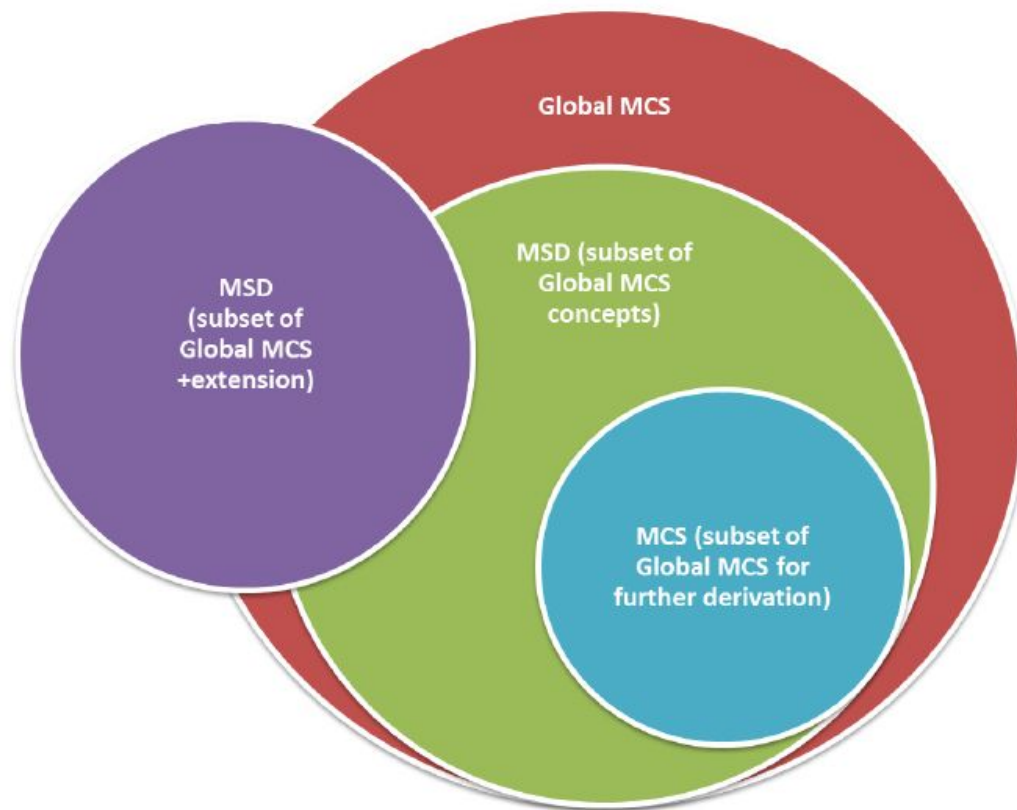 Global MCS
MSD (subset of
Global MCS
concepts)
MSD
(subset of
Global MCS
+extension)
MCS (subset of
Global MCS for
further derivation)